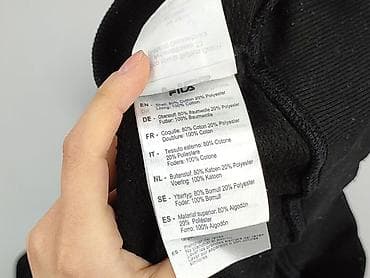 FILA
EN - Shell: 80% Cotton 20% Polyester
Lining: 100% Cotton
DE - Oberstoff: 80% Baumwolle 20% Polyester
Futter: 100% Baumwolle
FR - Coquille: 80% Coton 20% Polyester
Doublure: 100% Coton
IT - Tessuto esterno: 80% Cotone
20% Poliestere
Fodera: 100% Cotone
NL - Buitenstof: 80% Katoen 20% Polyester
Voering: 100% Katoen
SE - Yttertyg: 80% Bomull 20% Polyester
Foder: 100% Bomull
ES - Material superior: 80% Algodón
20% Poliéster
Forro: 100% Algodón